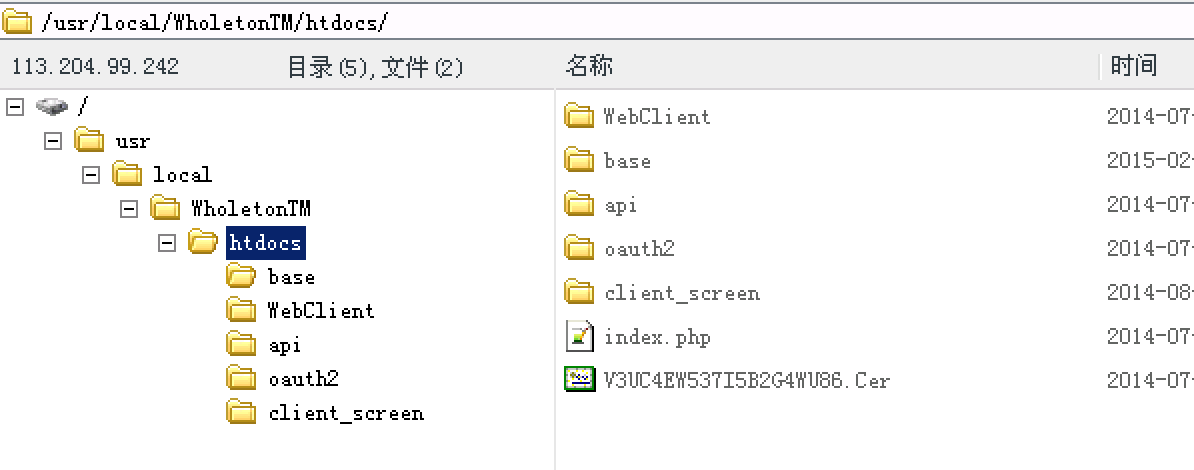 /usr/local/WholetonTM/htdocs/
113.204.99.242 目录(5),文件(2) 名称 时间
/
usr
local
WholetonTM
htdocs
base
WebClient
api
oauth2
client_screen
WebClient 2014-07-
base 2015-02-
api 2014-07-
oauth2 2014-07-
client_screen 2014-08-
index.php 2014-07-
V3UC4EW537I5B2G4WU86.Cer 2014-07-